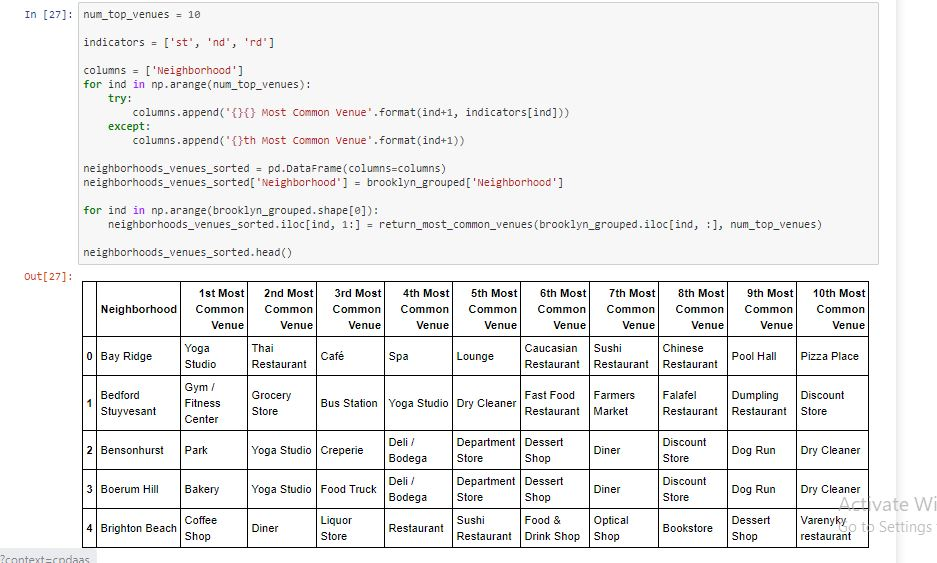 In [27]: num_top_venues = 10
indicators = ['st', 'nd', 'rd']
columns = ['Neighborhood']
for ind in np.arange(num_top_venues):
    try:
        columns.append('{}{} Most Common Venue'.format(ind+1, indicators[ind]))
    except:
        columns.append('{}th Most Common Venue'.format(ind+1))
neighborhoods_venues_sorted = pd.DataFrame(columns=columns)
neighborhoods_venues_sorted['Neighborhood'] = brooklyn_grouped['Neighborhood']
for ind in np.arange(brooklyn_grouped.shape[0]):
    neighborhoods_venues_sorted.iloc[ind, 1:] = return_most_common_venues(brooklyn_grouped.iloc[ind, :], num_top_venues)
neighborhoods_venues_sorted.head()
Out[27]:
Neighborhood 1st Most Common Venue 2nd Most Common Venue 3rd Most Common Venue 4th Most Common Venue 5th Most Common Venue 6th Most Common Venue 7th Most Common Venue 8th Most Common Venue 9th Most Common Venue 10th Most Common Venue
0 Bay Ridge Yoga Studio Thai Restaurant Café Spa Lounge Caucasian Restaurant Sushi Restaurant Chinese Restaurant Pool Hall Pizza Place
1 Bedford Stuyvesant Gym / Fitness Center Grocery Store Bus Station Yoga Studio Dry Cleaner Fast Food Restaurant Farmers Market Falafel Restaurant Dumpling Restaurant Discount Store
2 Bensonhurst Park Yoga Studio Creperie Deli / Bodega Department Store Dessert Shop Diner Discount Store Dog Run Dry Cleaner
3 Boerum Hill Bakery Yoga Studio Food Truck Deli / Bodega Department Store Dessert Shop Diner Discount Store Dog Run Dry Cleaner
4 Brighton Beach Coffee Shop Diner Liquor Store Restaurant Sushi Restaurant Food & Drink Shop Optical Shop Bookstore Dessert Shop Varenyky restaurant
Activate Wi
Go to Settings
?context=cpdaas